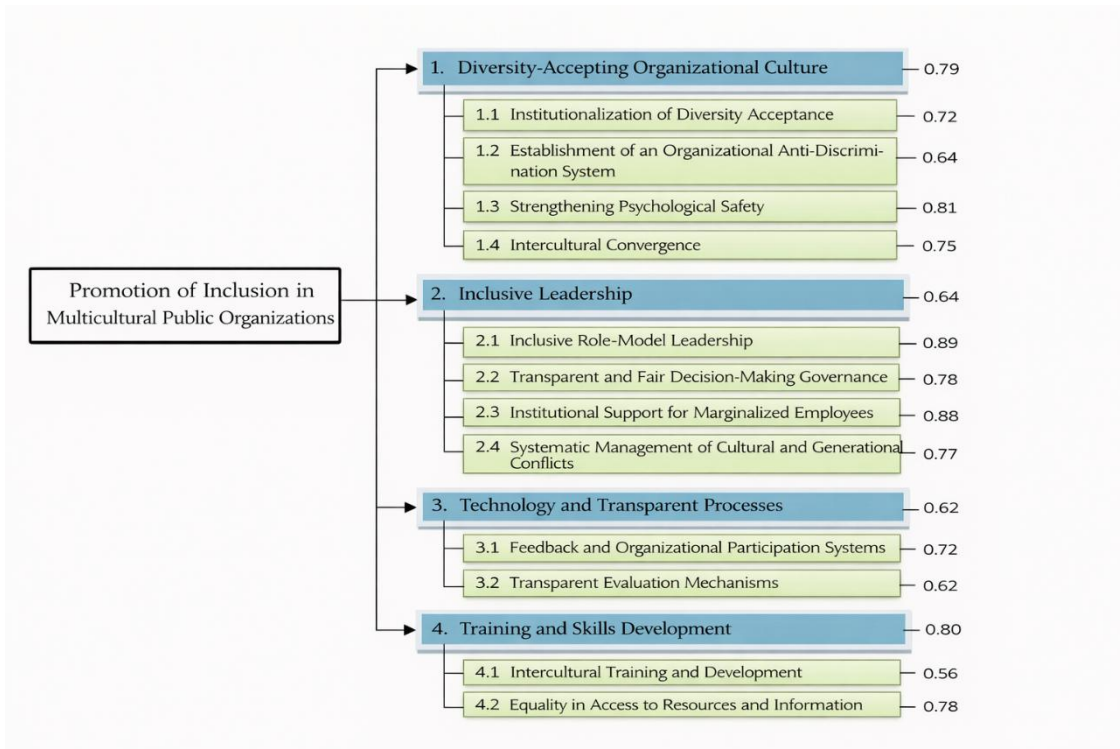 1. Diversity-Accepting Organizational Culture 0.79
1.1 Institutionalization of Diversity Acceptance 0.72
1.2 Establishment of an Organizational Anti-Discrimi-
nation System 0.64
1.3 Strengthening Psychological Safety 0.81
1.4 Intercultural Convergence 0.75
Promotion of Inclusion in
Multicultural Public Organizations
2. Inclusive Leadership 0.64
2.1 Inclusive Role-Model Leadership 0.89
2.2 Transparent and Fair Decision-Making Governance 0.78
2.3 Institutional Support for Marginalized Employees 0.88
2.4 Systematic Management of Cultural and Generational
Conflicts 0.77
3. Technology and Transparent Processes 0.62
3.1 Feedback and Organizational Participation Systems 0.72
3.2 Transparent Evaluation Mechanisms 0.62
4. Training and Skills Development 0.80
4.1 Intercultural Training and Development 0.56
4.2 Equality in Access to Resources and Information 0.78